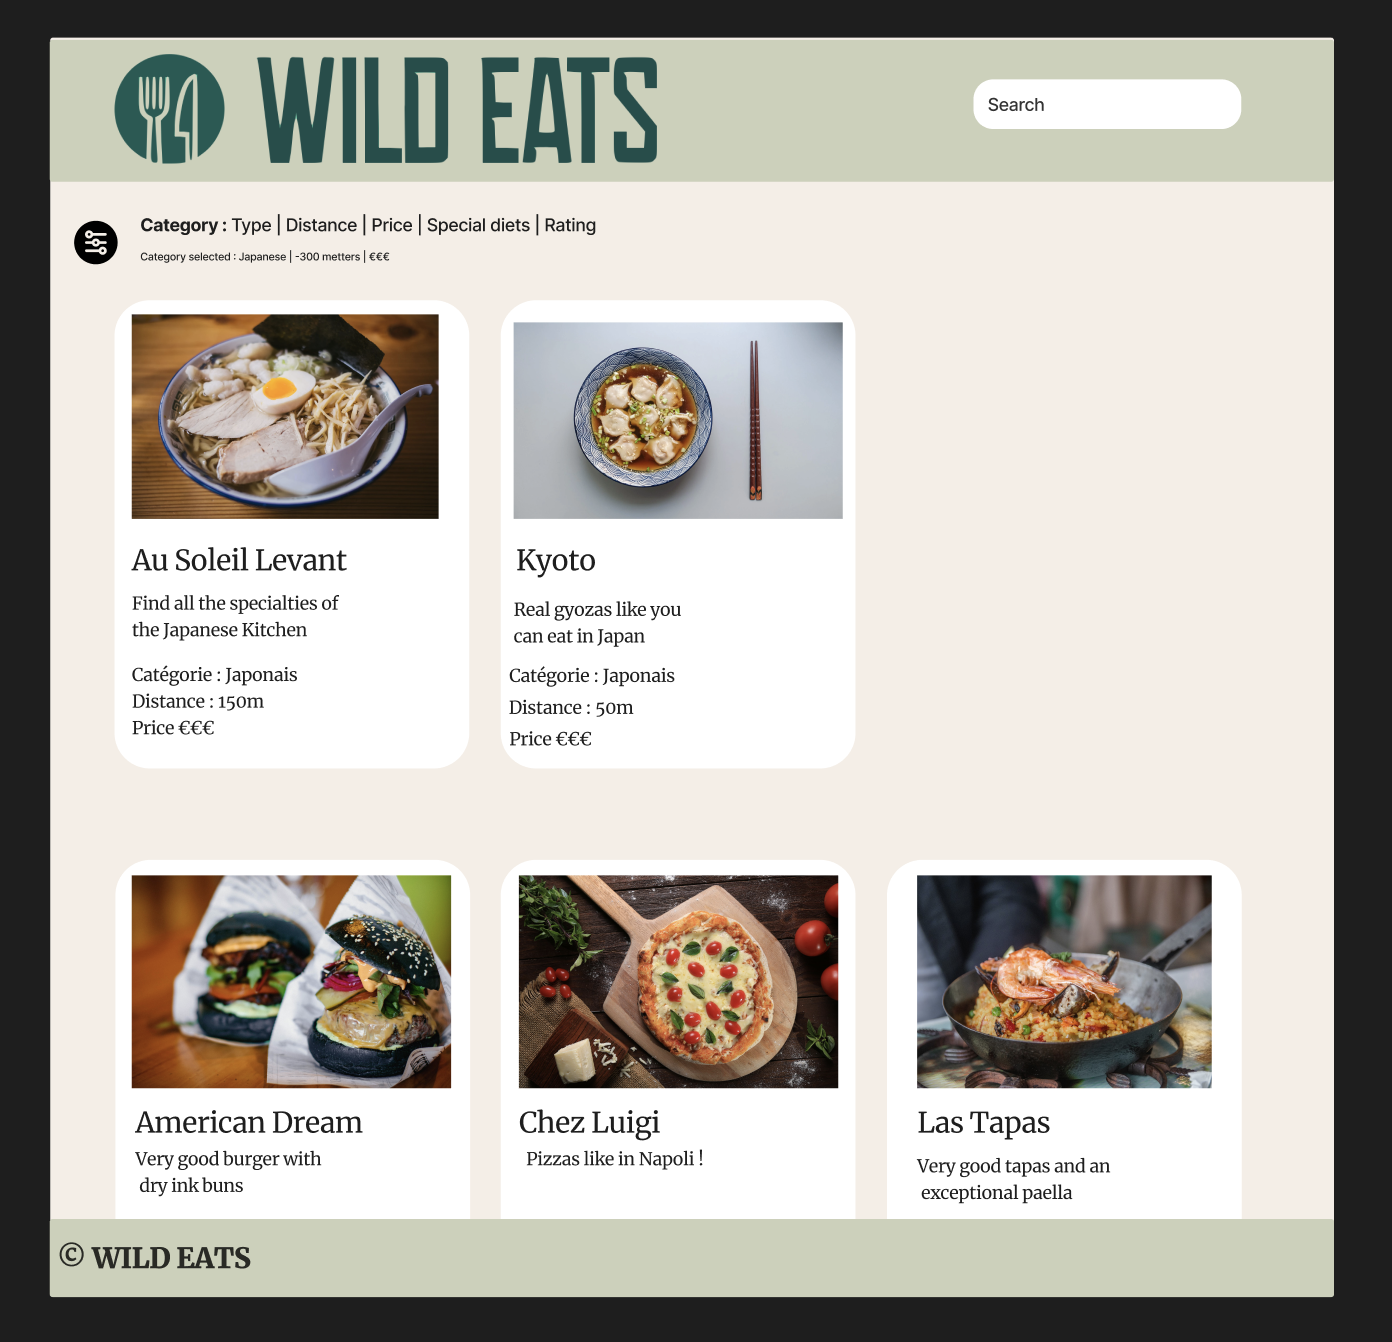 WILD EATS
Search
Category : Type | Distance | Price | Special diets | Rating
Category selected : Japanese | -300 metters | €€€
Au Soleil Levant
Find all the specialties of
the Japanese Kitchen
Catégorie : Japonais
Distance : 150m
Price €€€
Kyoto
Real gyozas like you
can eat in Japan
Catégorie : Japonais
Distance : 50m
Price €€€
American Dream
Very good burger with
dry ink buns
Chez Luigi
Pizzas like in Napoli !
Las Tapas
Very good tapas and an
exceptional paella
© WILD EATS